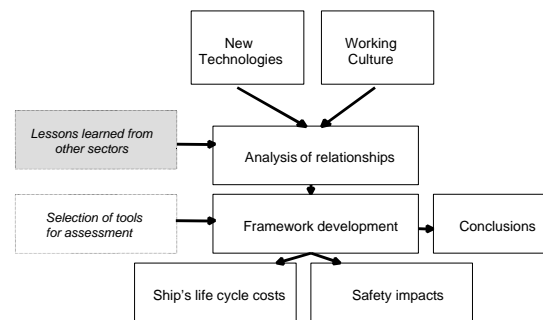 New
Technologies
Working
Culture
Lessons learned from
other sectors
Analysis of relationships
Selection of tools
for assessment
Framework development
Conclusions
Ship's life cycle costs
Safety impacts